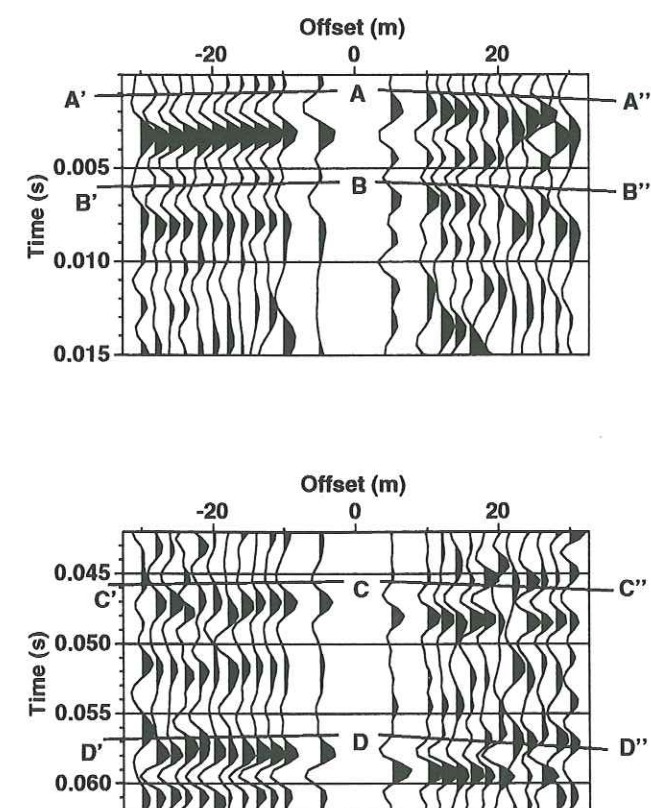 Offset (m)
-20 0 20
A' A A''
0.005
B' B B''
Time (s)
0.010
0.015
Offset (m)
-20 0 20
0.045
C' C C''
0.050
Time (s)
0.055
D' D D''
0.060